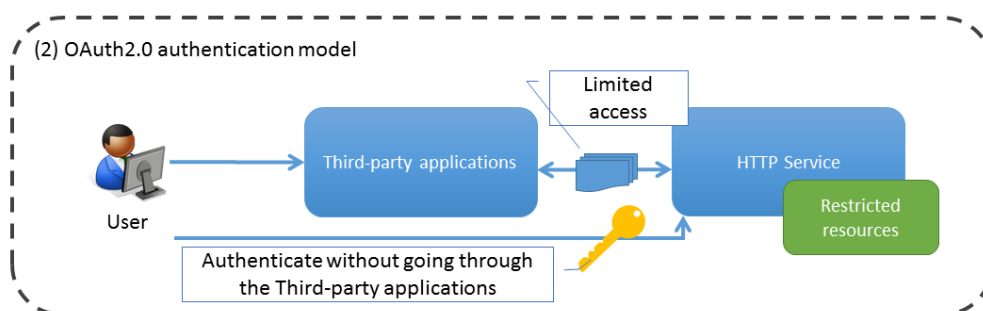 (2) OAuth2.0 authentication model
Limited
access
Third-party applications
HTTP Service
Restricted
resources
User
Authenticate without going through
the Third-party applications